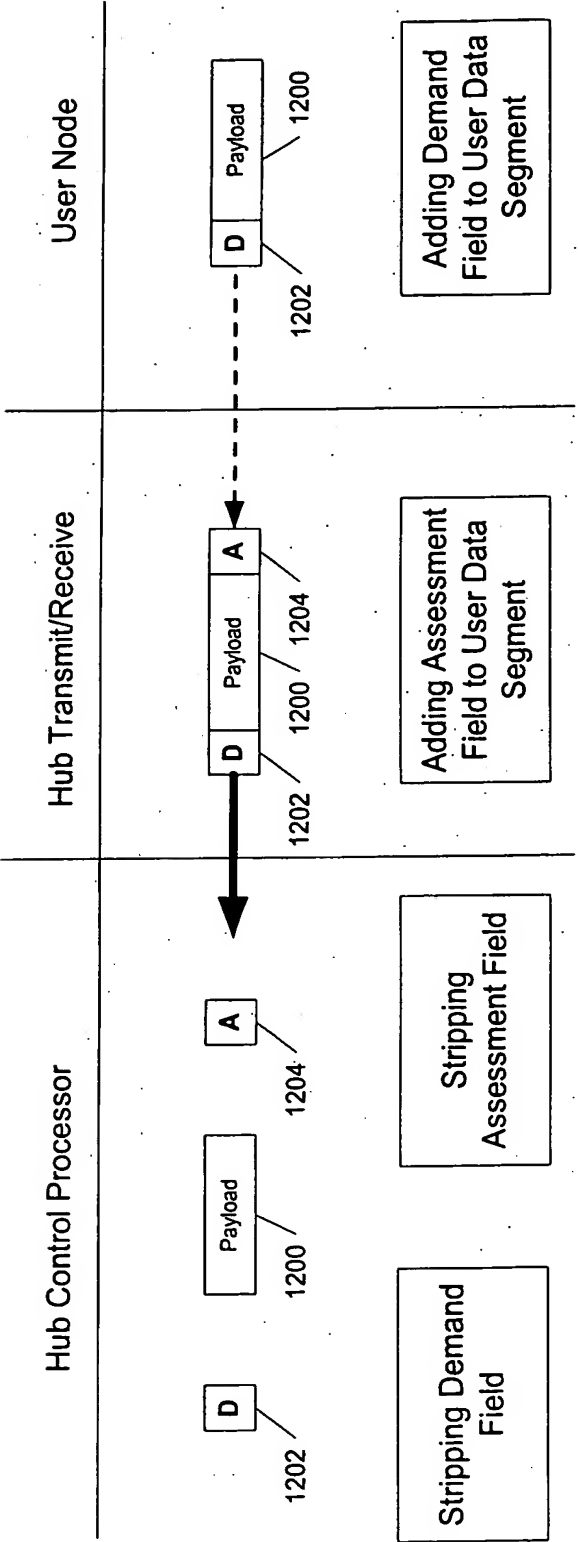 Hub Control Processor
Hub Transmit/Receive
User Node
D
1202
Payload
1200
A
1204
D
Payload
A
1202
1200
1204
D
Payload
1202
1200
Stripping Demand
Field
Stripping
Assessment Field
Adding Assessment
Field to User Data
Segment
Adding Demand
Field to User Data
Segment